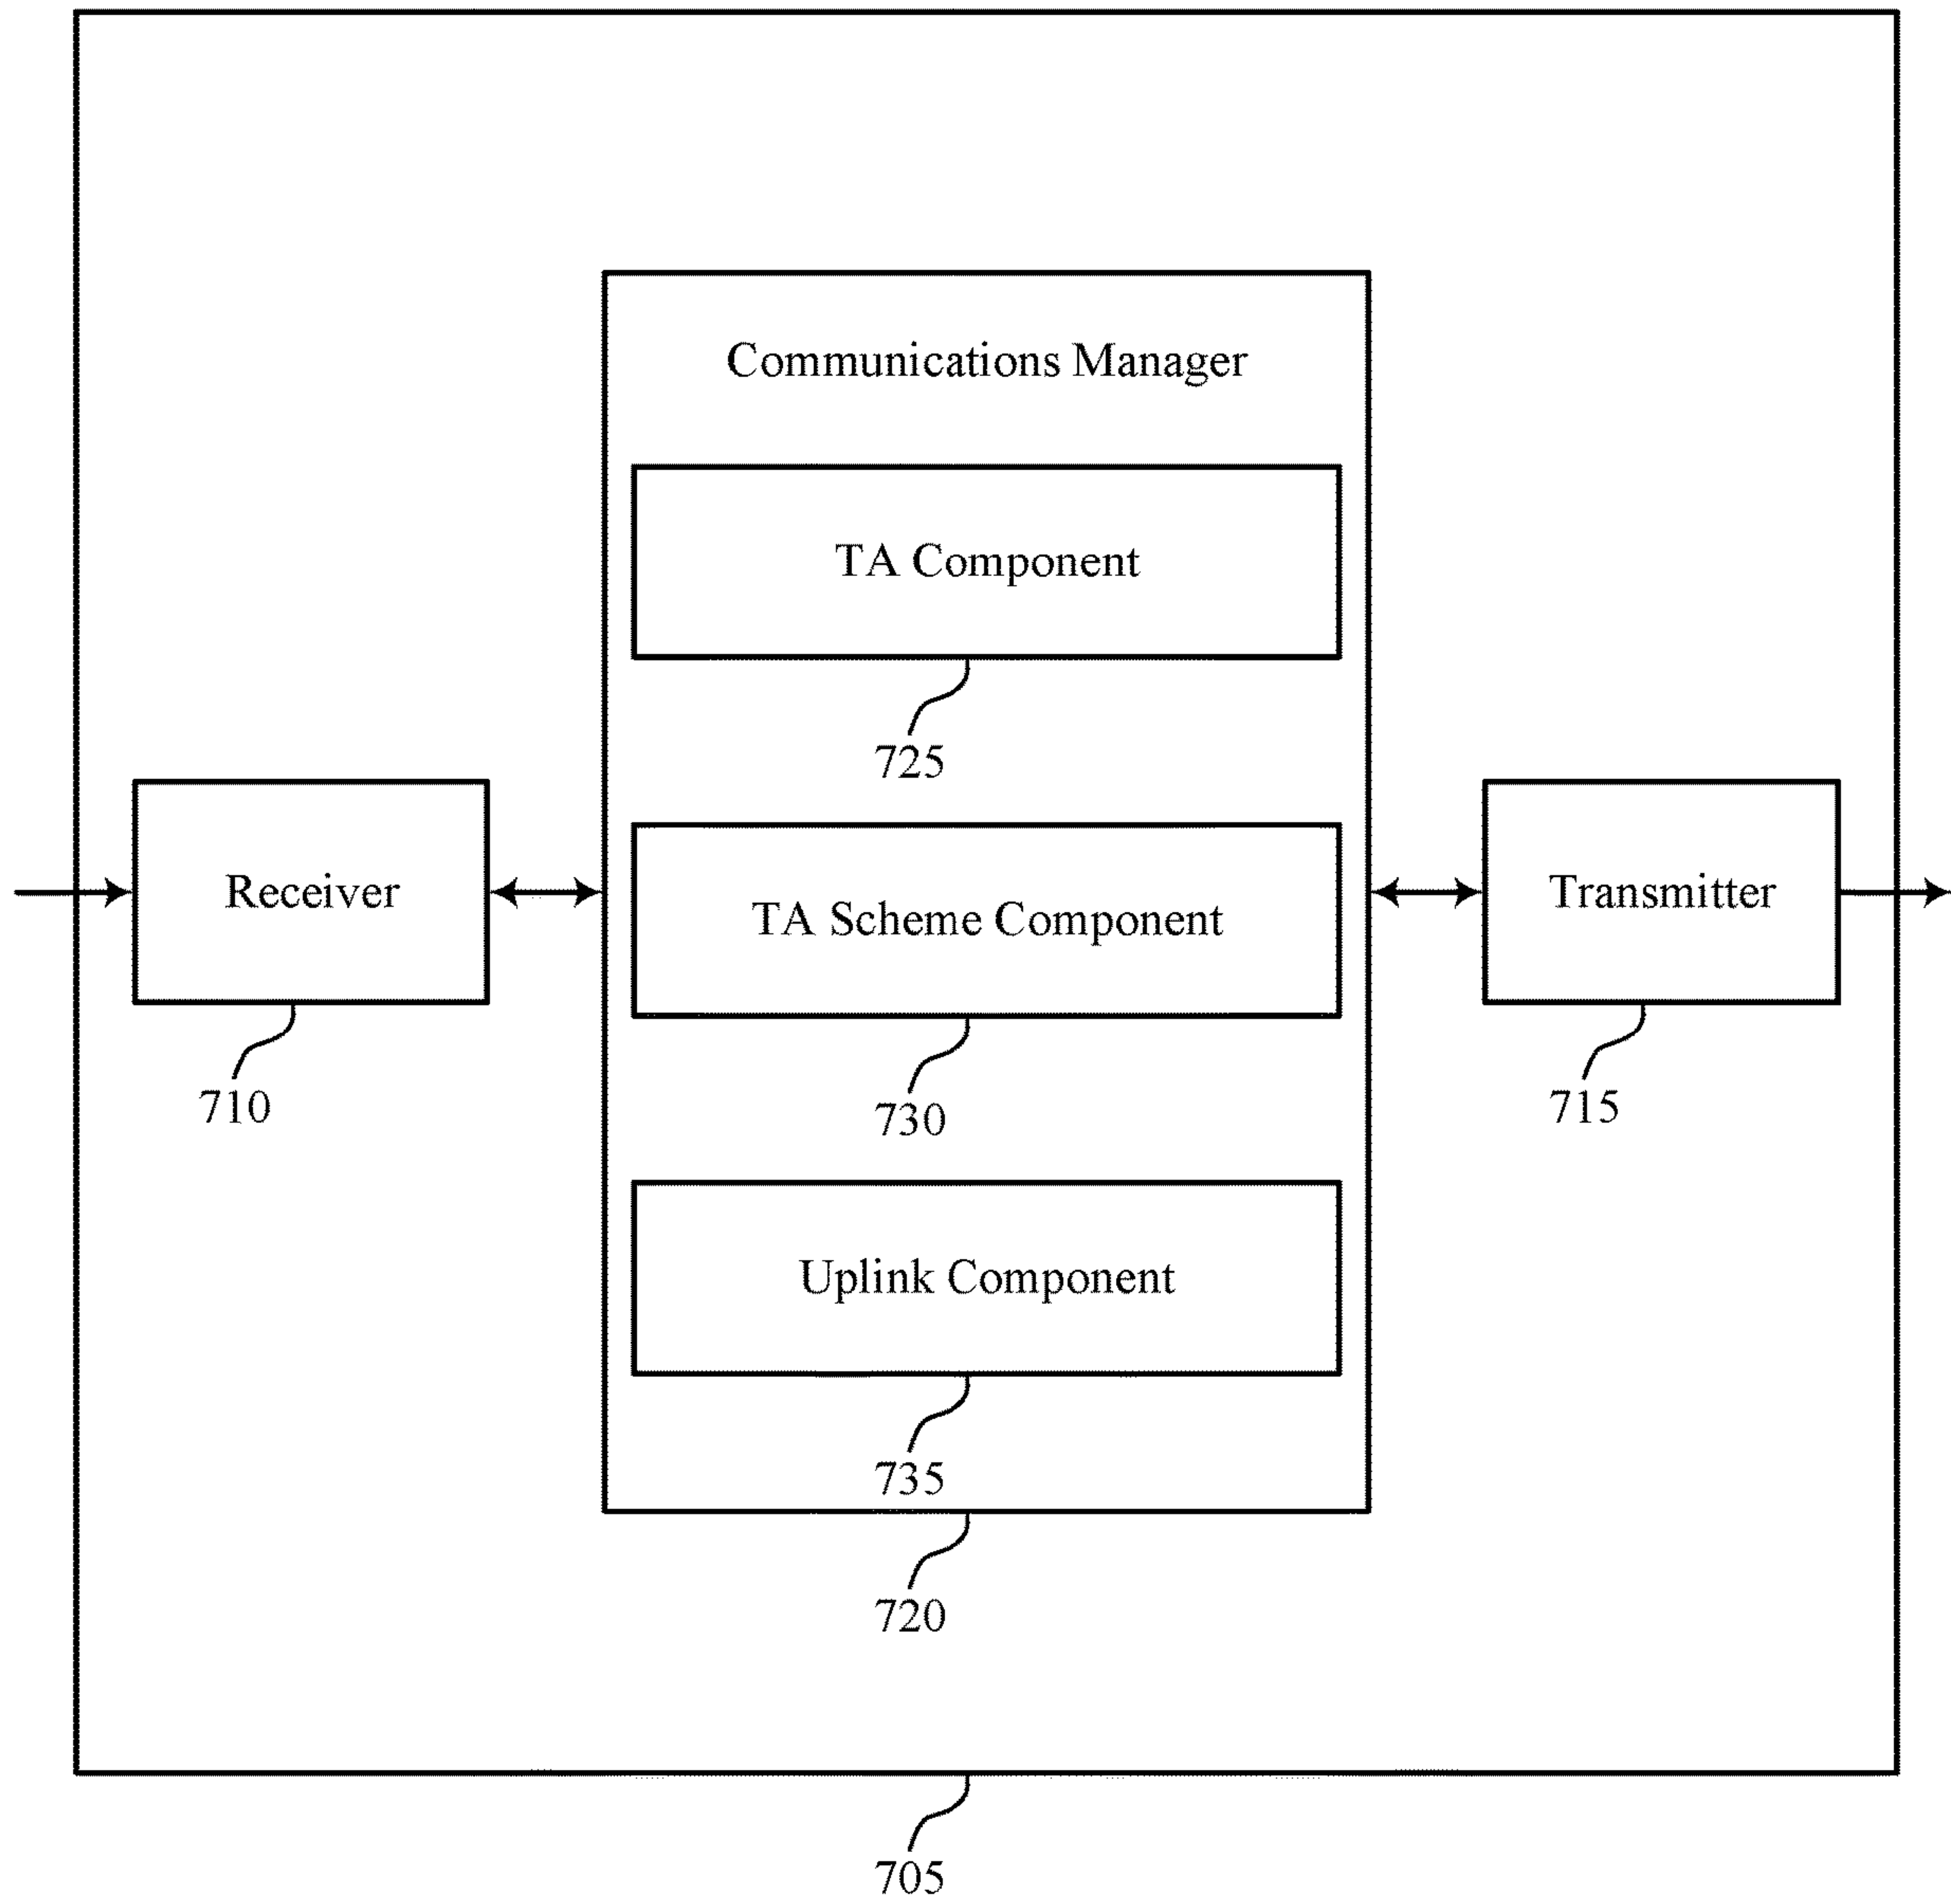 Communications Manager
TA Component
725
Receiver
710
TA Scheme Component
730
Transmitter
715
Uplink Component
735
720
705